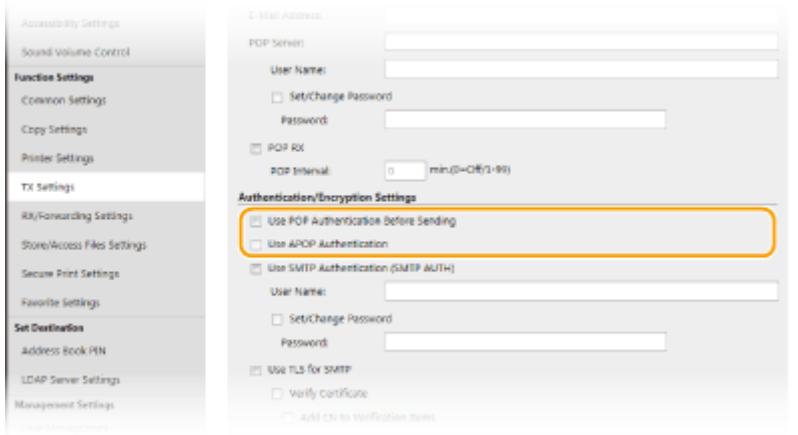 Accessibility Settings
Sound Volume Control
Function Settings
Common Settings
Copy Settings
Printer Settings
TX Settings
RX/Forwarding Settings
Store/Access Files Settings
Secure Print Settings
Favorite Settings
Set Destination
Address Book PIN
LDAP Server Settings
Management Settings
User Management
E-Mail Address:
POP Server:
User Name:
Set/Change Password
Password:
POP RX
POP Interval: 0 min.(0=Off/1-99)
Authentication/Encryption Settings
Use POP Authentication Before Sending
Use APOP Authentication
Use SMTP Authentication (SMTP AUTH)
User Name:
Set/Change Password
Password:
Use TLS for SMTP
Verify Certificate
Add CN to Verification Items